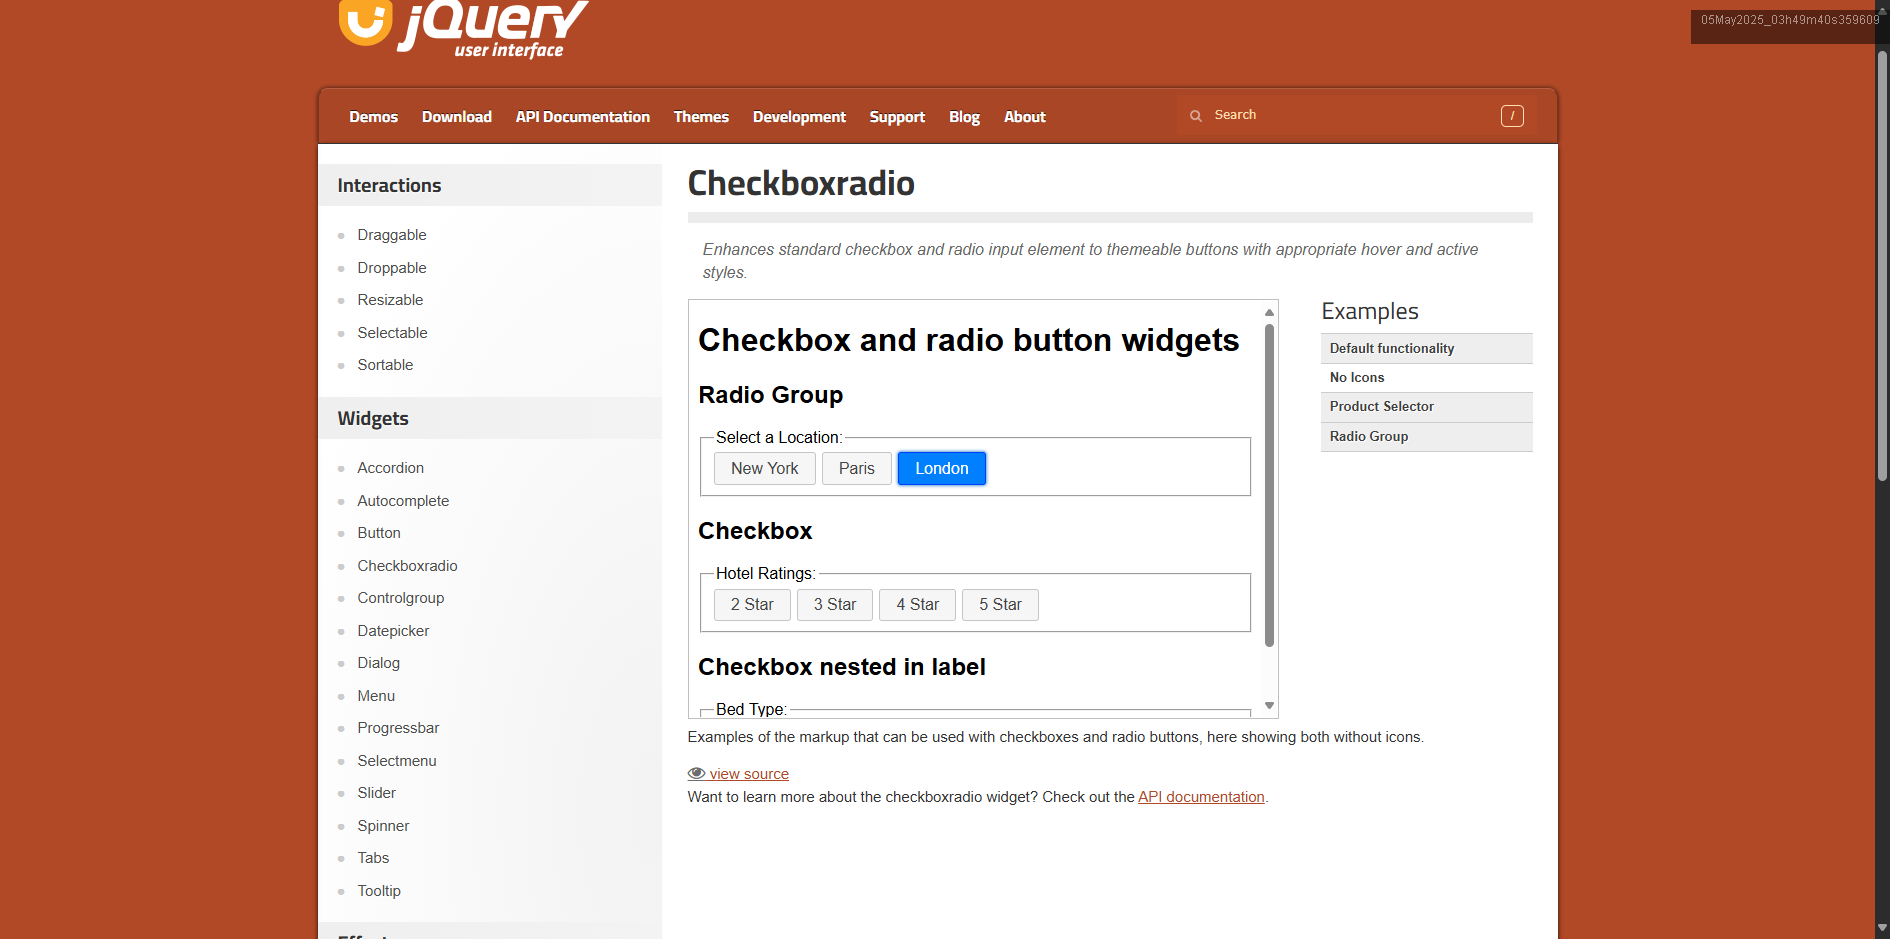 jQuery
user interface
05May2025_03h49m40s359609
Demos Download API Documentation Themes Development Support Blog About Search /
Interactions
Draggable
Droppable
Resizable
Selectable
Sortable
Widgets
Accordion
Autocomplete
Button
Checkboxradio
Controlgroup
Datepicker
Dialog
Menu
Progressbar
Selectmenu
Slider
Spinner
Tabs
Tooltip
Checkboxradio
Enhances standard checkbox and radio input element to themeable buttons with appropriate hover and active
styles.
Checkbox and radio button widgets
Radio Group
Select a Location:
New York Paris London
Checkbox
Hotel Ratings:
2 Star 3 Star 4 Star 5 Star
Checkbox nested in label
Bed Type:
Examples of the markup that can be used with checkboxes and radio buttons, here showing both without icons.
view source
Want to learn more about the checkboxradio widget? Check out the API documentation.
Examples
Default functionality
No Icons
Product Selector
Radio Group